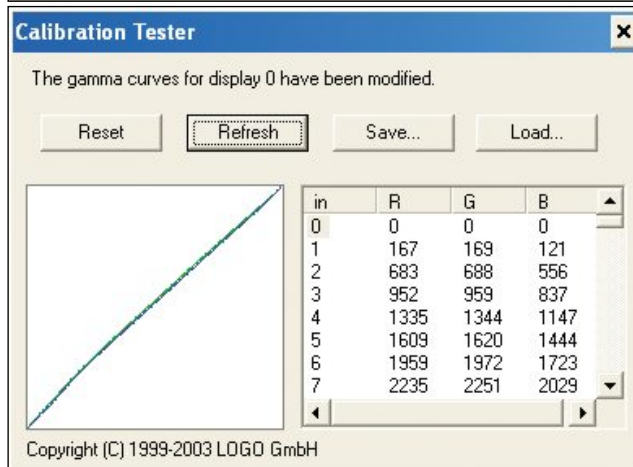 Calibration Tester
The gamma curves for display 0 have been modified.
Reset Refresh Save... Load...
in R G B
0 0 0 0
1 167 169 121
2 683 688 556
3 952 959 837
4 1335 1344 1147
5 1609 1620 1444
6 1959 1972 1723
7 2235 2251 2029
Copyright (C) 1999-2003 LOGO GmbH